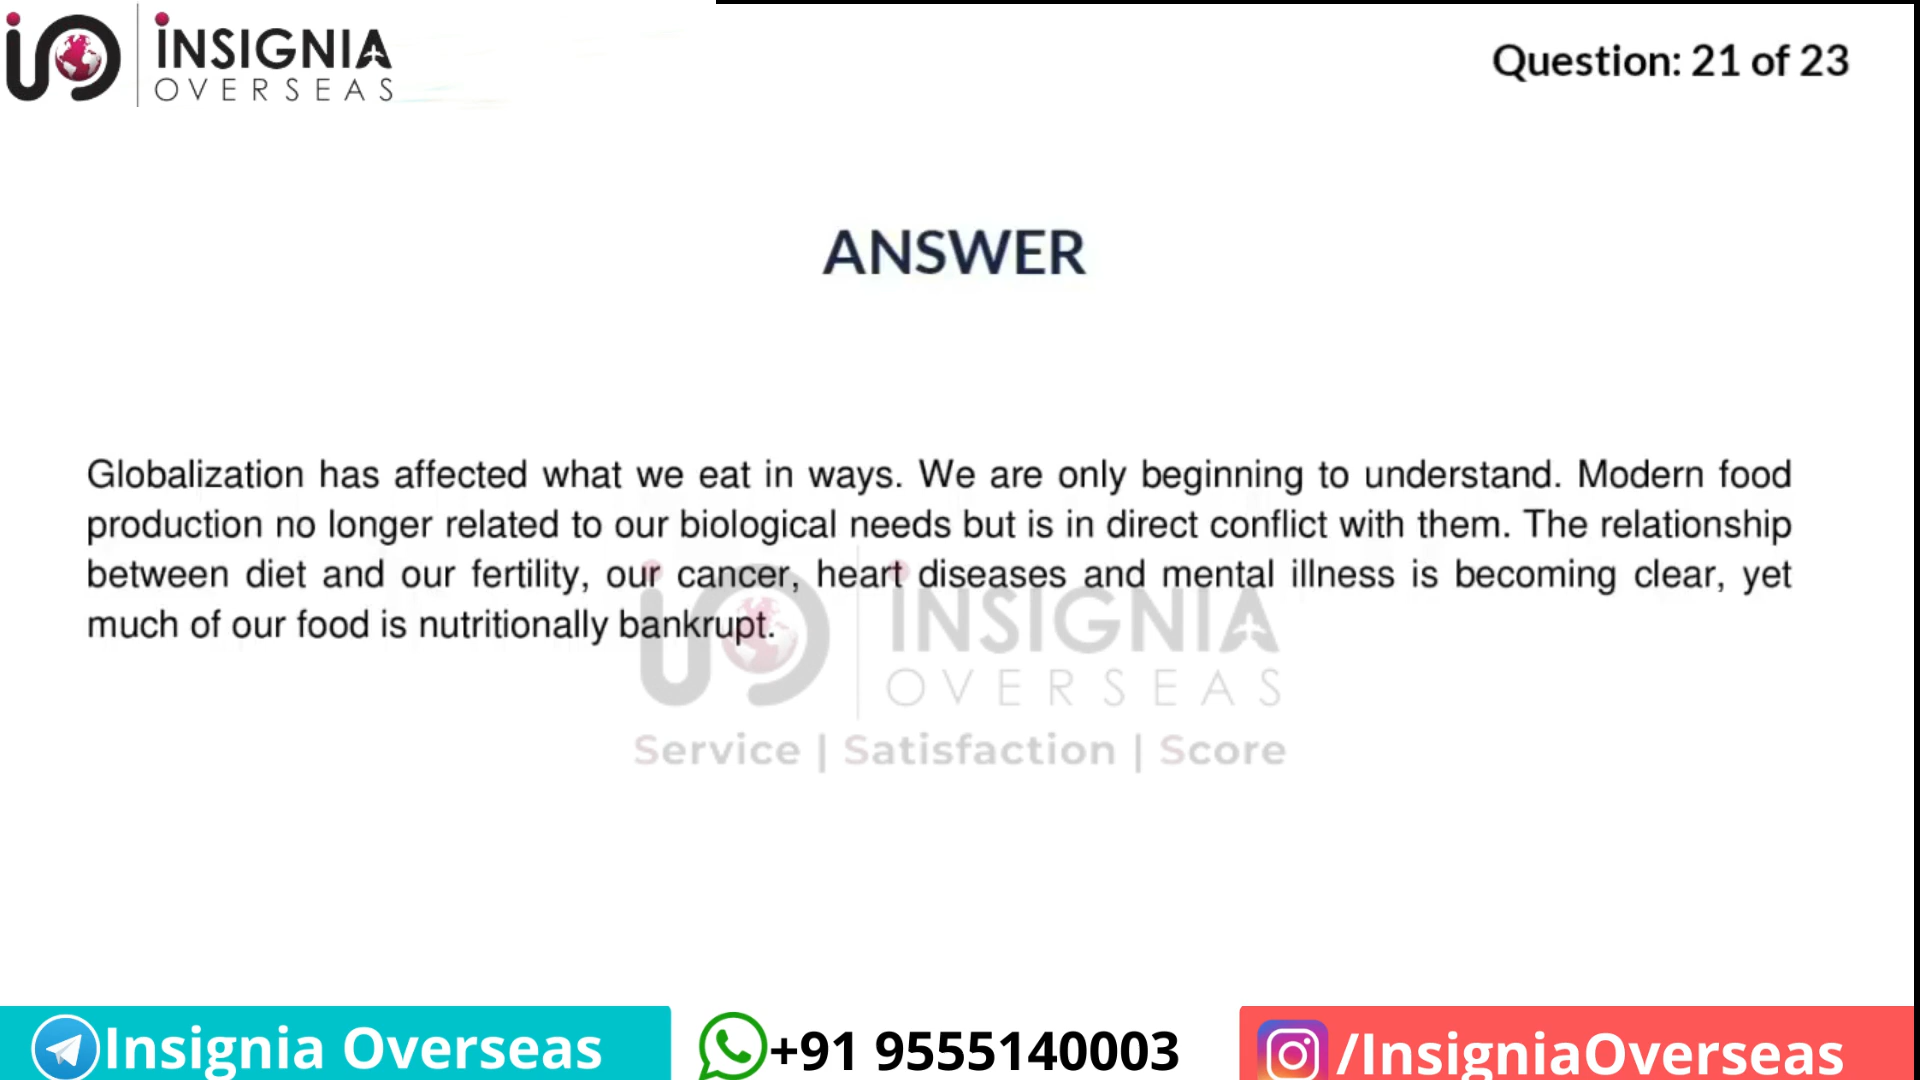 INSIGNIA
OVERSEAS
Question: 21 of 23
ANSWER
Globalization has affected what we eat in ways. We are only beginning to understand. Modern food
production no longer related to our biological needs but is in direct conflict with them. The relationship
between diet and our fertility, our cancer, heart diseases and mental illness is becoming clear, yet
much of our food is nutritionally bankrupt.
INSIGNIA
OVERSEAS
Service | Satisfaction | Score
Insignia Overseas
+91 9555140003
/InsigniaOverseas